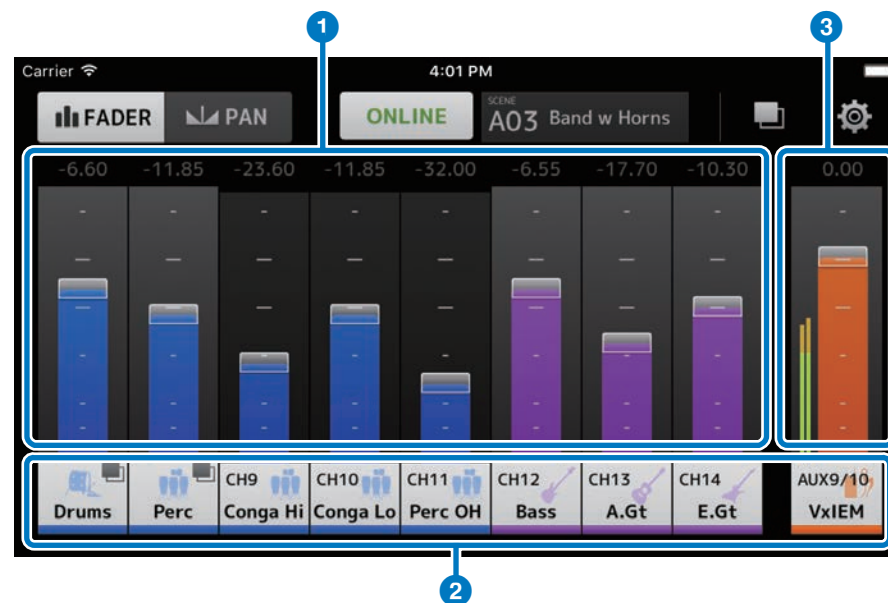 1 3
Carrier 4:01 PM
FADER PAN ONLINE SCENE A03 Band w Horns
-6.60 -11.85 -23.60 -11.85 -32.00 -6.55 -17.70 -10.30 0.00
CH9 CH10 CH11 CH12 CH13 CH14 AUX9/10
Drums Perc Conga Hi Conga Lo Perc OH Bass A.Gt E.Gt VxIEM
2